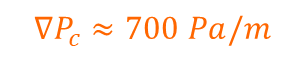 ∇P_c ≈ 700 Pa/m